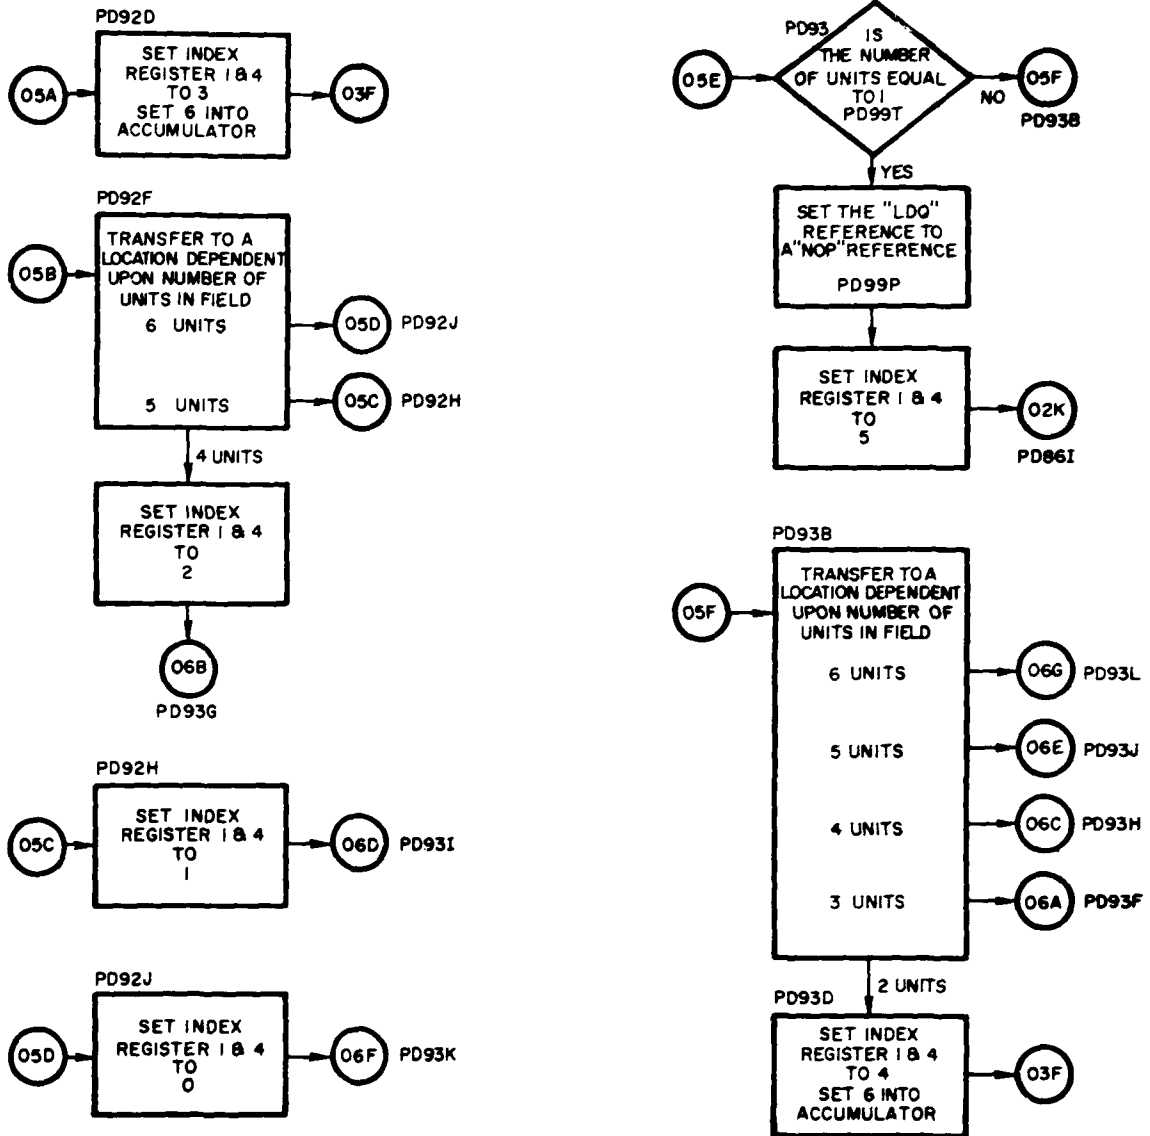 PD92D
SET INDEX
REGISTER 1 & 4
TO 3
SET 6 INTO
ACCUMULATOR
05A
03F
PD92F
TRANSFER TO A
LOCATION DEPENDENT
UPON NUMBER OF
UNITS IN FIELD
6 UNITS
5 UNITS
05B
05D
PD92J
05C
PD92H
4 UNITS
SET INDEX
REGISTER 1 & 4
TO
2
06B
PD93G
PD92H
05C
SET INDEX
REGISTER 1 & 4
TO
1
06D
PD93I
PD92J
05D
SET INDEX
REGISTER 1 & 4
TO
0
06F
PD93K
PD93
05E
IS
THE NUMBER
OF UNITS EQUAL
TO 1
PD99T
NO
05F
PD93B
YES
SET THE "LDQ"
REFERENCE TO
A "NOP" REFERENCE
PD99P
SET INDEX
REGISTER 1 & 4
TO
5
02K
PD86I
PD93B
05F
TRANSFER TO A
LOCATION DEPENDENT
UPON NUMBER OF
UNITS IN FIELD
6 UNITS
06G
PD93L
5 UNITS
06E
PD93J
4 UNITS
06C
PD93H
3 UNITS
06A
PD93F
2 UNITS
PD93D
SET INDEX
REGISTER 1 & 4
TO 4
SET 6 INTO
ACCUMULATOR
03F